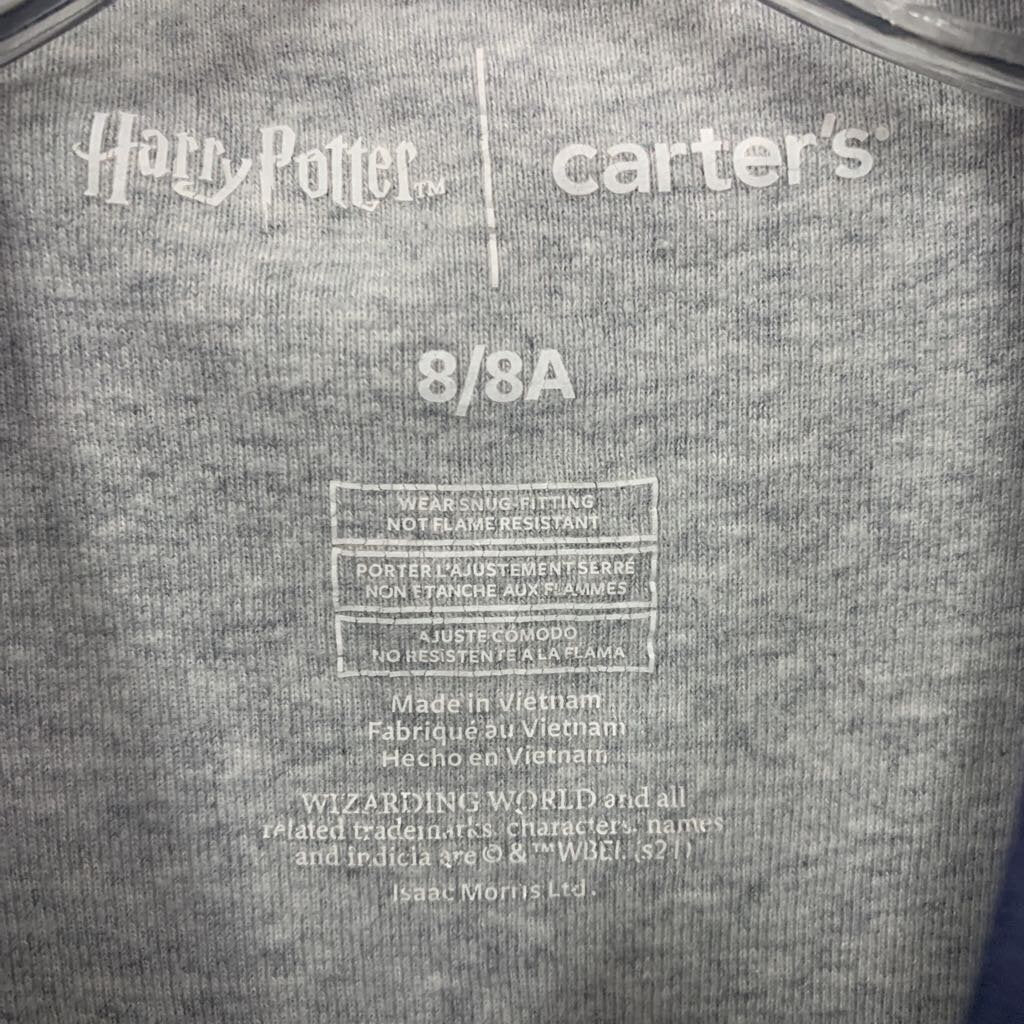 Harry Potter™ | carter's®
8/8A
WEAR SNUG-FITTING
NOT FLAME RESISTANT
PORTER L'AJUSTEMENT SERRÉ
NON ETANCHE AUX FLAMMES
AJUSTE CÓMODO
NO RESISTENTE A LA FLAMA
Made in Vietnam
Fabriqué au Vietnam
Hecho en Vietnam
WIZARDING WORLD and all
related trademarks, characters, names
and indicia are © & ™ WBEI. (s21)
Isaac Morris Ltd.